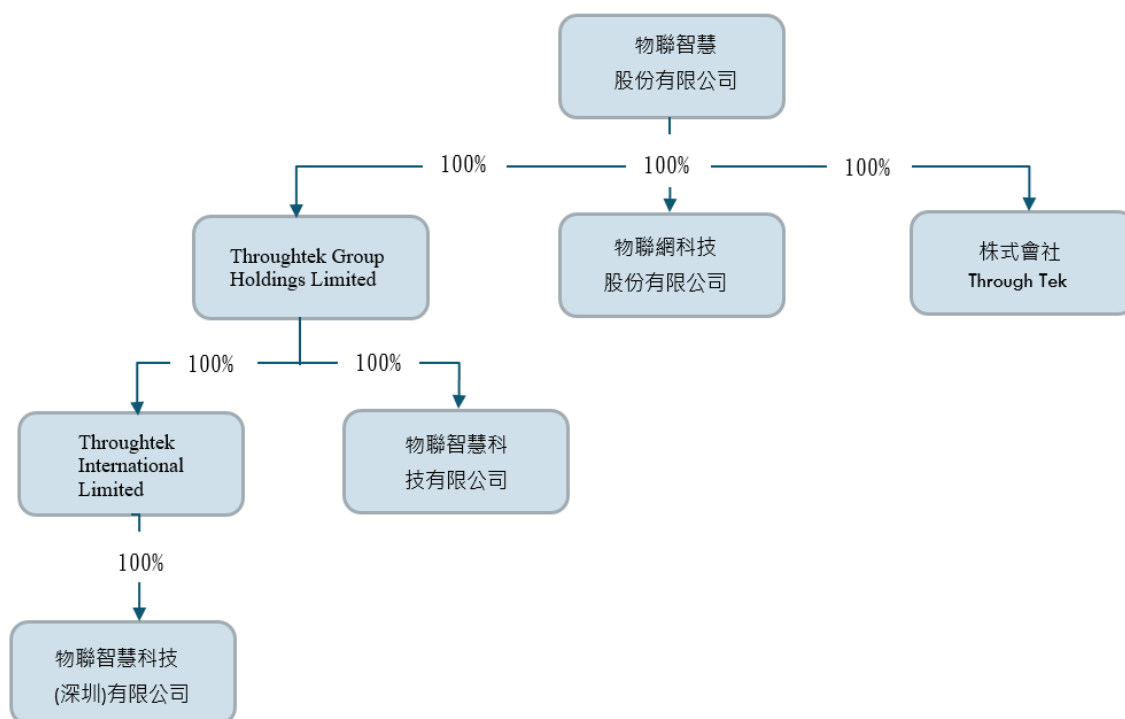 物聯智慧
股份有限公司
100%
100%
100%
Throughtek Group
Holdings Limited
物聯網科技
股份有限公司
株式會社
Through Tek
100%
100%
Throughtek
International
Limited
物聯智慧科
技有限公司
100%
物聯智慧科技
(深圳)有限公司